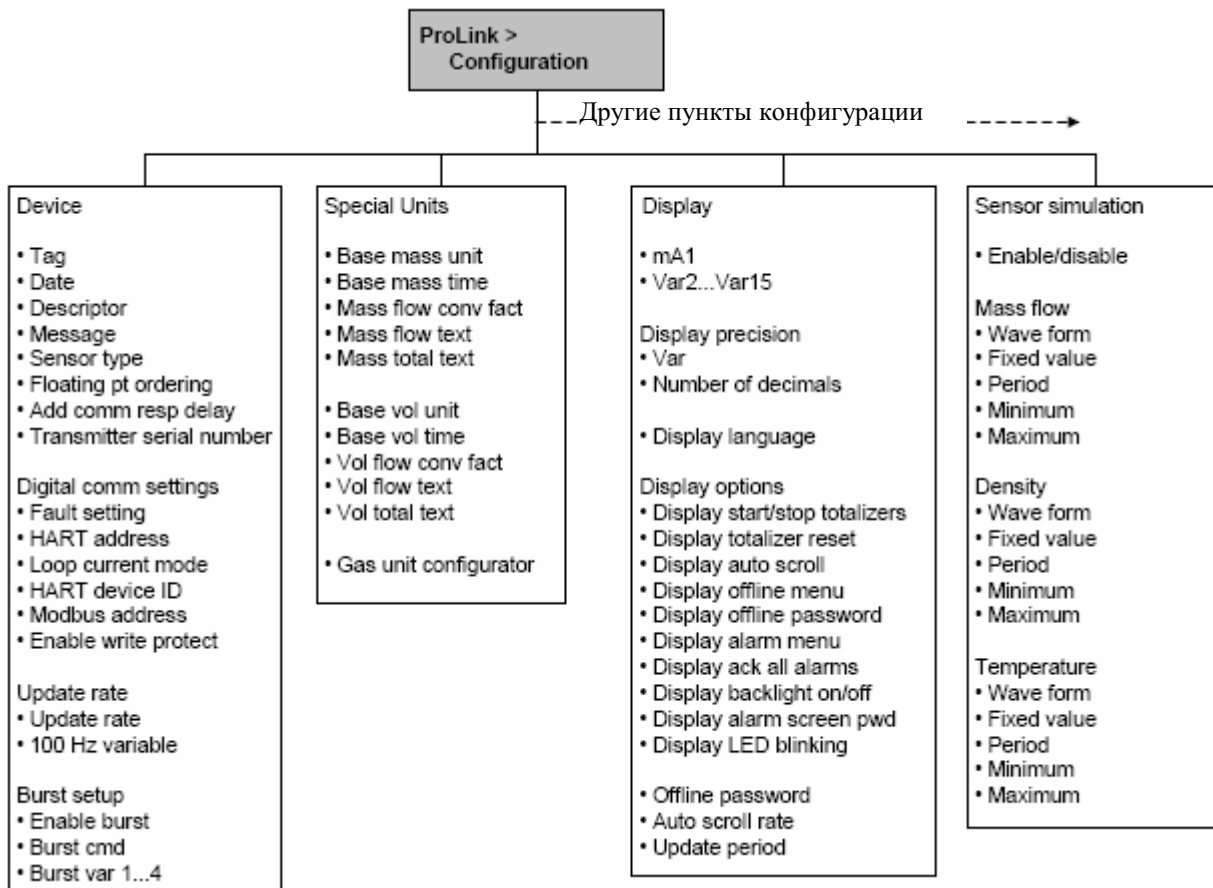 ProLink >
Configuration
Другие пункты конфигурации
Device
• Tag
• Date
• Descriptor
• Message
• Sensor type
• Floating pt ordering
• Add comm resp delay
• Transmitter serial number
Digital comm settings
• Fault setting
• HART address
• Loop current mode
• HART device ID
• Modbus address
• Enable write protect
Update rate
• Update rate
• 100 Hz variable
Burst setup
• Enable burst
• Burst cmd
• Burst var 1...4
Special Units
• Base mass unit
• Base mass time
• Mass flow conv fact
• Mass flow text
• Mass total text
• Base vol unit
• Base vol time
• Vol flow conv fact
• Vol flow text
• Vol total text
• Gas unit configurator
Display
• mA1
• Var2...Var15
Display precision
• Var
• Number of decimals
• Display language
Display options
• Display start/stop totalizers
• Display totalizer reset
• Display auto scroll
• Display offline menu
• Display offline password
• Display alarm menu
• Display ack all alarms
• Display backlight on/off
• Display alarm screen pwd
• Display LED blinking
• Offline password
• Auto scroll rate
• Update period
Sensor simulation
• Enable/disable
Mass flow
• Wave form
• Fixed value
• Period
• Minimum
• Maximum
Density
• Wave form
• Fixed value
• Period
• Minimum
• Maximum
Temperature
• Wave form
• Fixed value
• Period
• Minimum
• Maximum